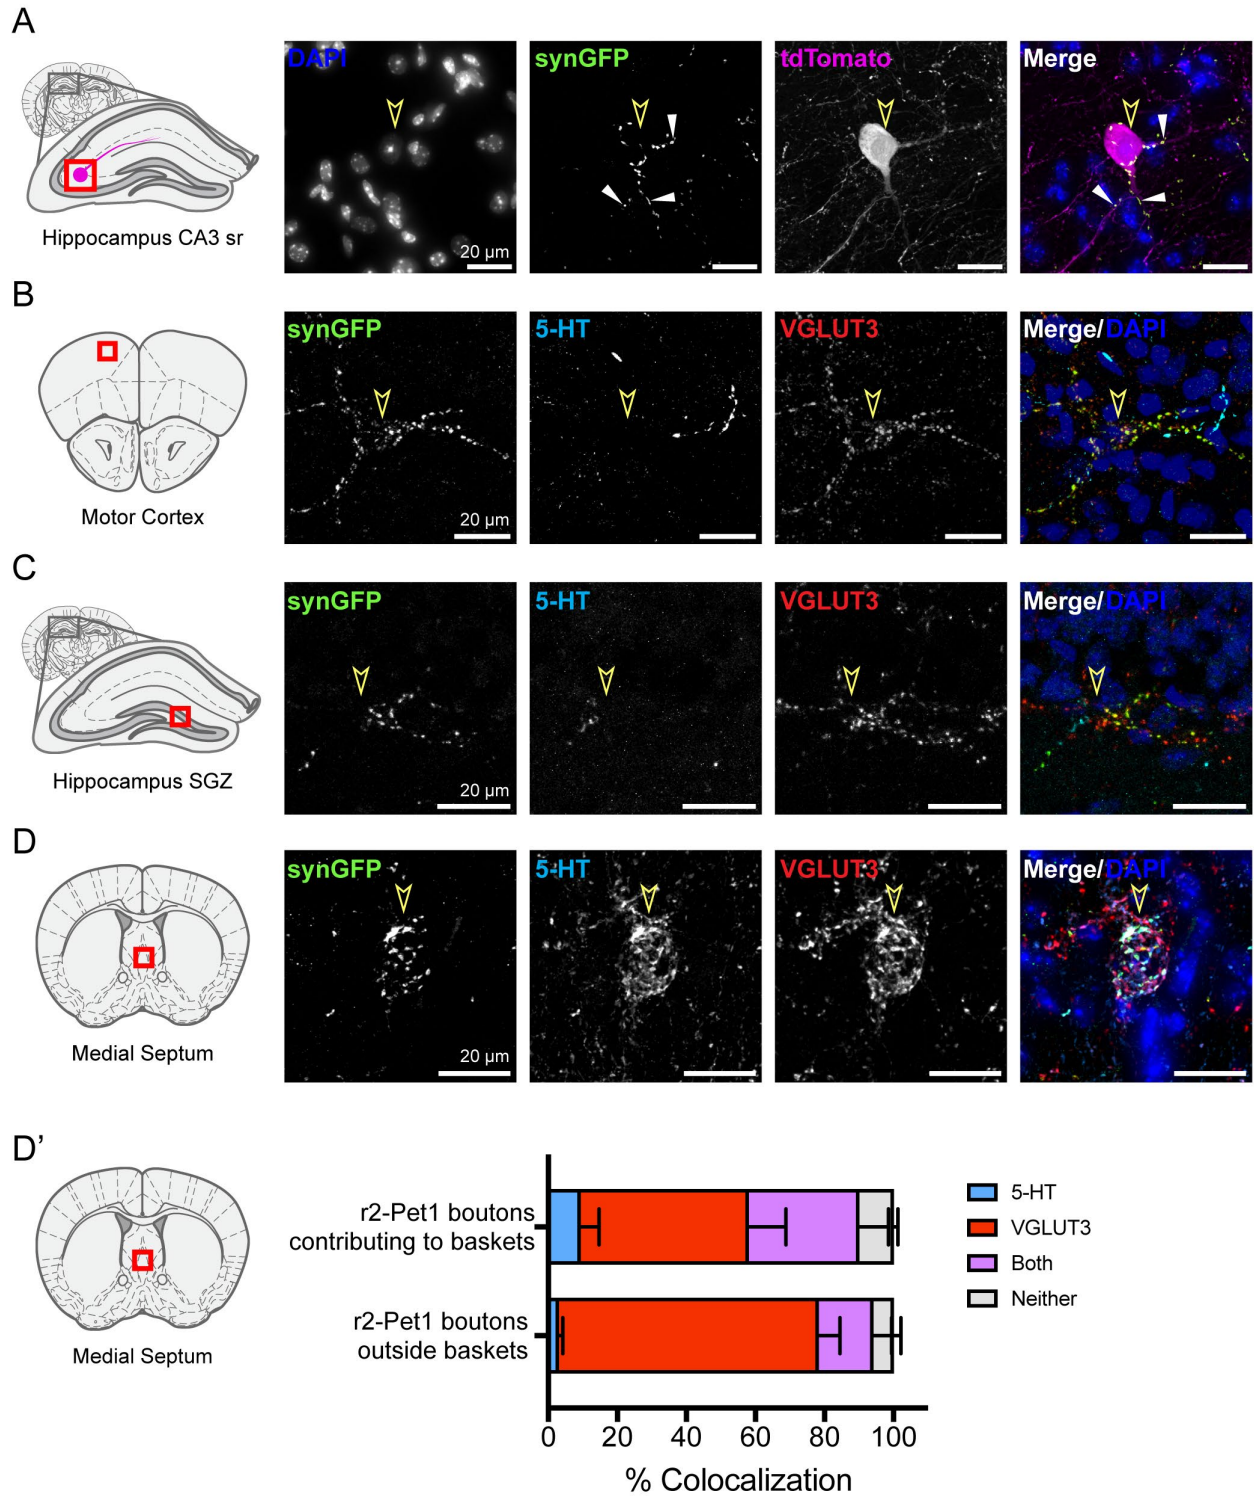 A
DAPI
synGFP
tdTomato
Merge
20 µm
Hippocampus CA3 sr
B
synGFP
5-HT
VGLUT3
Merge/DAPI
20 µm
Motor Cortex
C
synGFP
5-HT
VGLUT3
Merge/DAPI
20 µm
Hippocampus SGZ
D
synGFP
5-HT
VGLUT3
Merge/DAPI
20 µm
Medial Septum
D’
Medial Septum
r2-Pet1 boutons
contributing to baskets
r2-Pet1 boutons
outside baskets
0 20 40 60 80 100
% Colocalization
5-HT
VGLUT3
Both
Neither